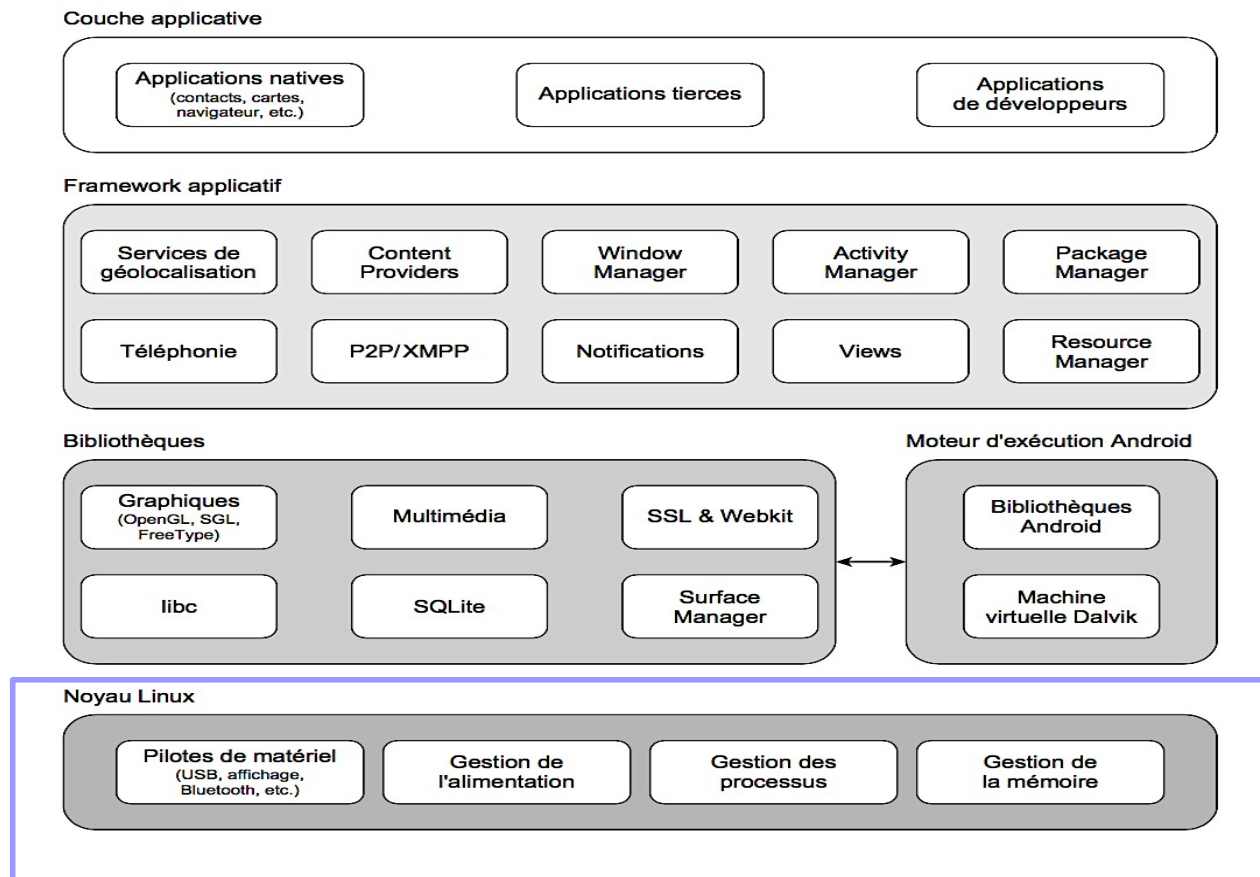 Couche applicative
Applications natives
(contacts, cartes,
navigateur, etc.)
Applications tierces
Applications
de développeurs
Framework applicatif
Services de
géolocalisation
Content
Providers
Window
Manager
Activity
Manager
Package
Manager
Téléphonie
P2P/XMPP
Notifications
Views
Resource
Manager
Bibliothèques
Graphiques
(OpenGL, SGL,
FreeType)
Multimédia
SSL & Webkit
libc
SQLite
Surface
Manager
Moteur d'exécution Android
Bibliothèques
Android
Machine
virtuelle Dalvik
Noyau Linux
Pilotes de matériel
(USB, affichage,
Bluetooth, etc.)
Gestion de
l'alimentation
Gestion des
processus
Gestion de
la mémoire